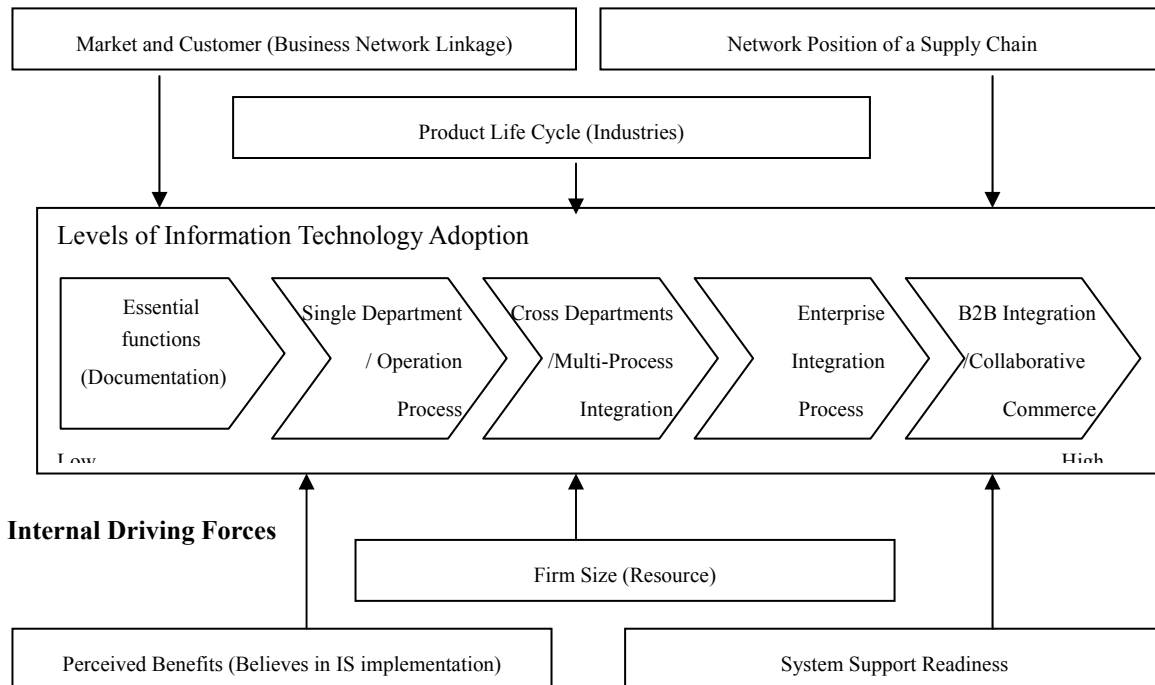 Market and Customer (Business Network Linkage)
Network Position of a Supply Chain
Product Life Cycle (Industries)
Levels of Information Technology Adoption
Essential
functions
(Documentation)
Single Department
/ Operation
Process
Cross Departments
/Multi-Process
Integration
Enterprise
Integration
Process
B2B Integration
/Collaborative
Commerce
Low
High
Internal Driving Forces
Firm Size (Resource)
Perceived Benefits (Believes in IS implementation)
System Support Readiness